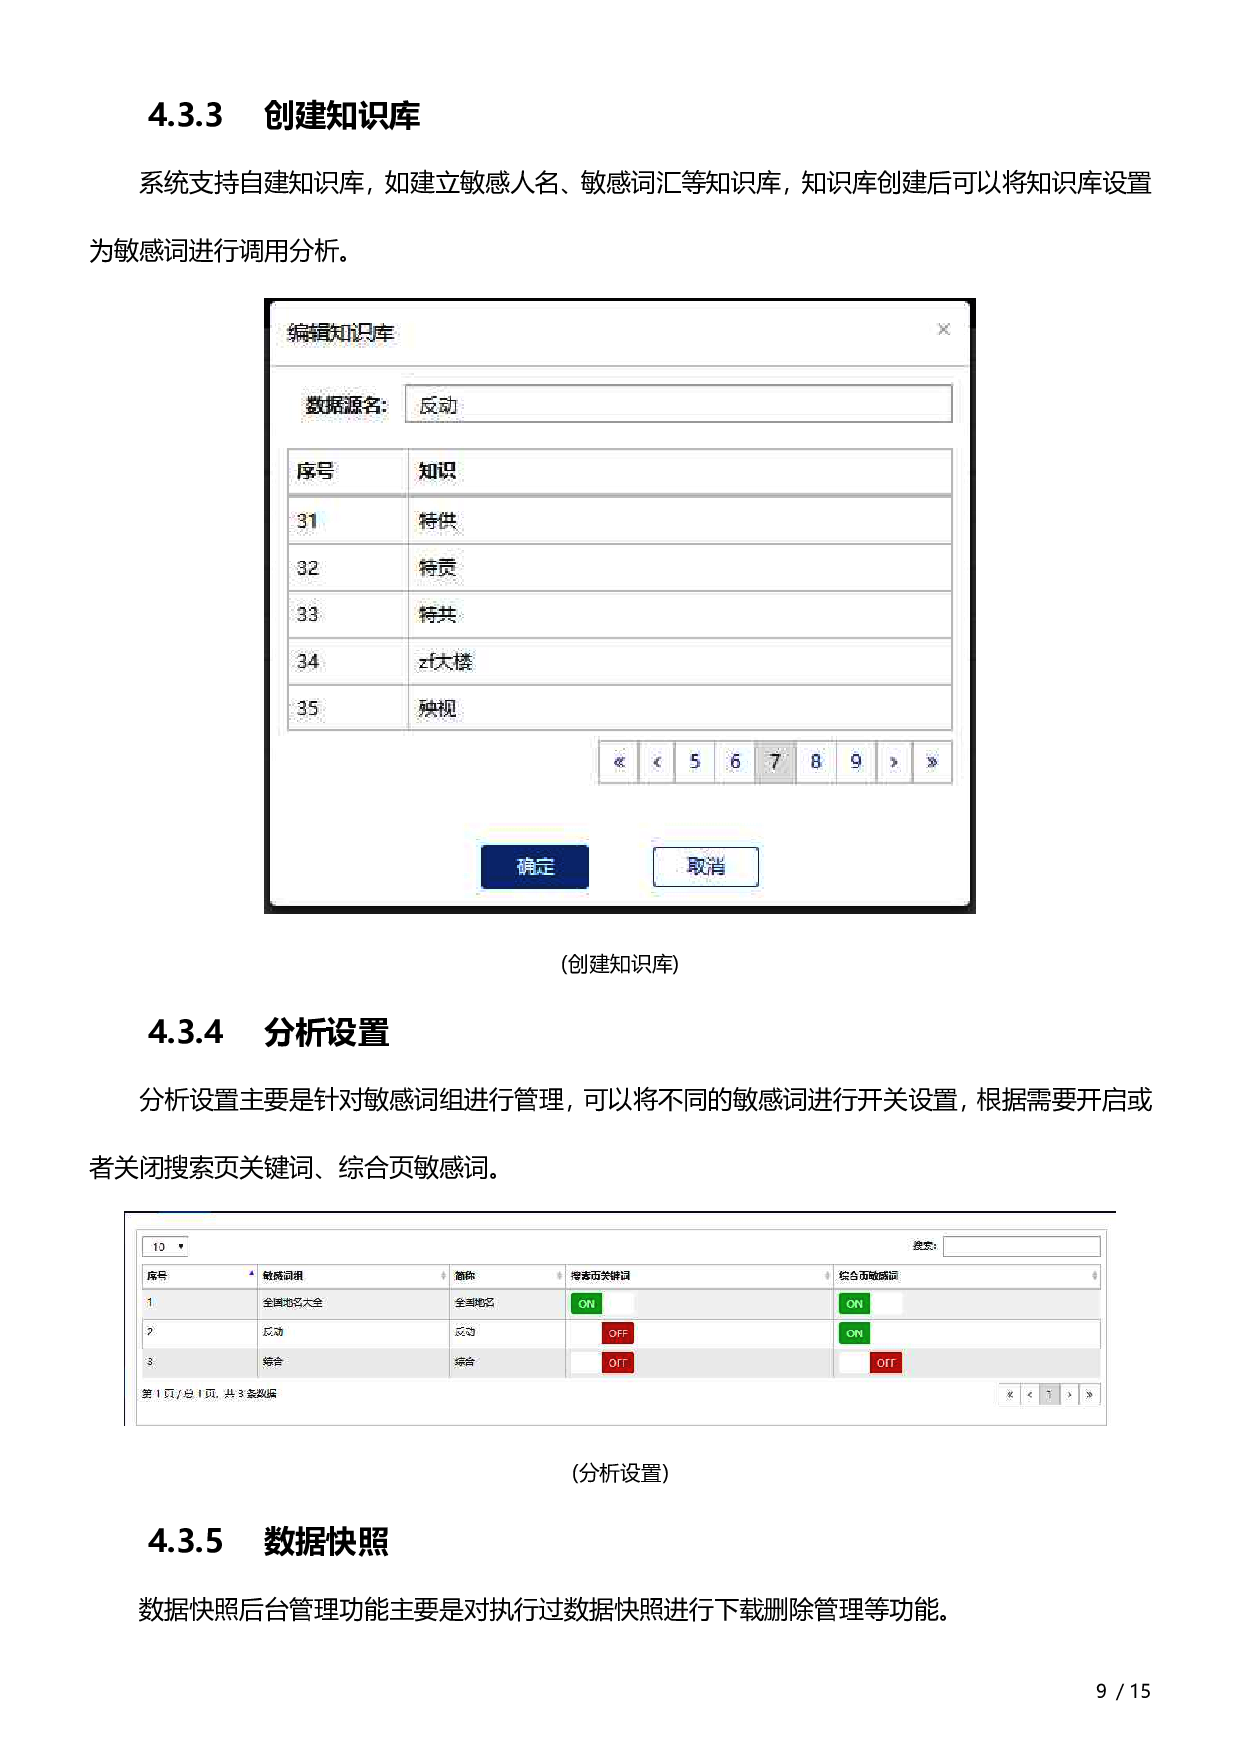 4.3.3 创建知识库
系统支持自建知识库，如建立敏感人名、敏感词汇等知识库，知识库创建后可以将知识库设置
为敏感词进行调用分析。
编辑知识库 ×
数据源名: 反动
序号 知识
31 特供
32 特贡
33 特共
34 zf大楼
35 殃视
« ‹ 5 6 7 8 9 › »
确定 取消
(创建知识库)
4.3.4 分析设置
分析设置主要是针对敏感词组进行管理，可以将不同的敏感词进行开关设置，根据需要开启或
者关闭搜索页关键词、综合页敏感词。
10 搜索:
序号 敏感词组 简称 搜索页关键词 综合页敏感词
1 全国地名大全 全国地名 ON ON
2 反动 反动 OFF ON
3 综合 综合 OFF OFF
第 1 页 / 总 1 页, 共 3 条数据 « ‹ 1 › »
(分析设置)
4.3.5 数据快照
数据快照后台管理功能主要是对执行过数据快照进行下载删除管理等功能。
9 / 15